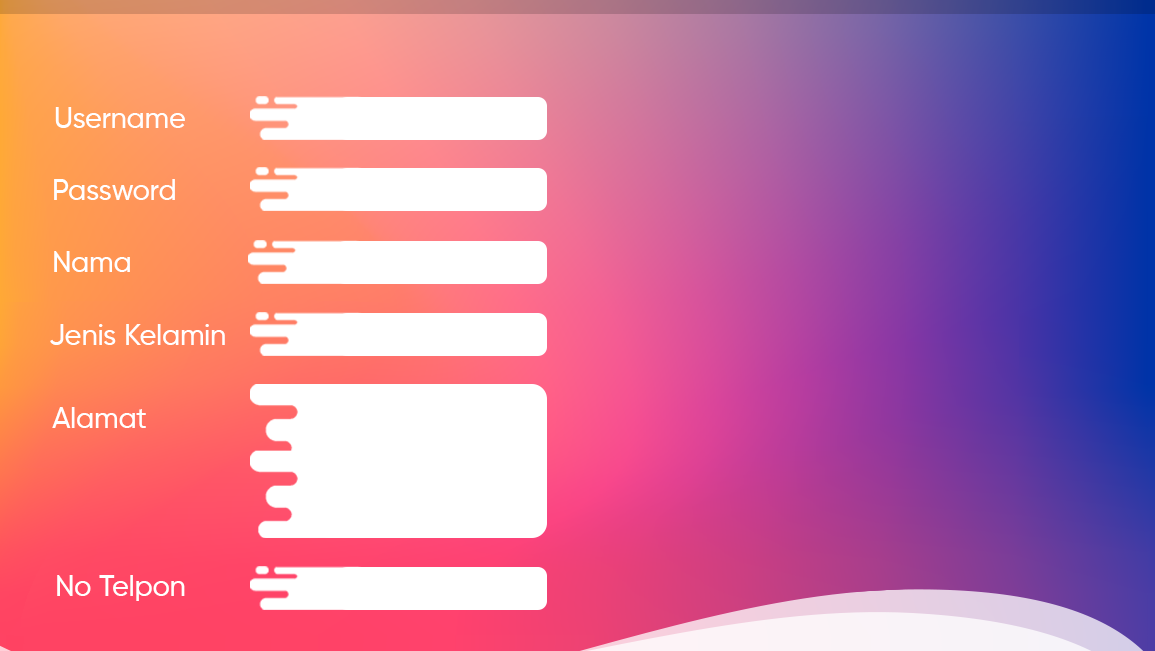 Username
Password
Nama
Jenis Kelamin
Alamat
No Telpon